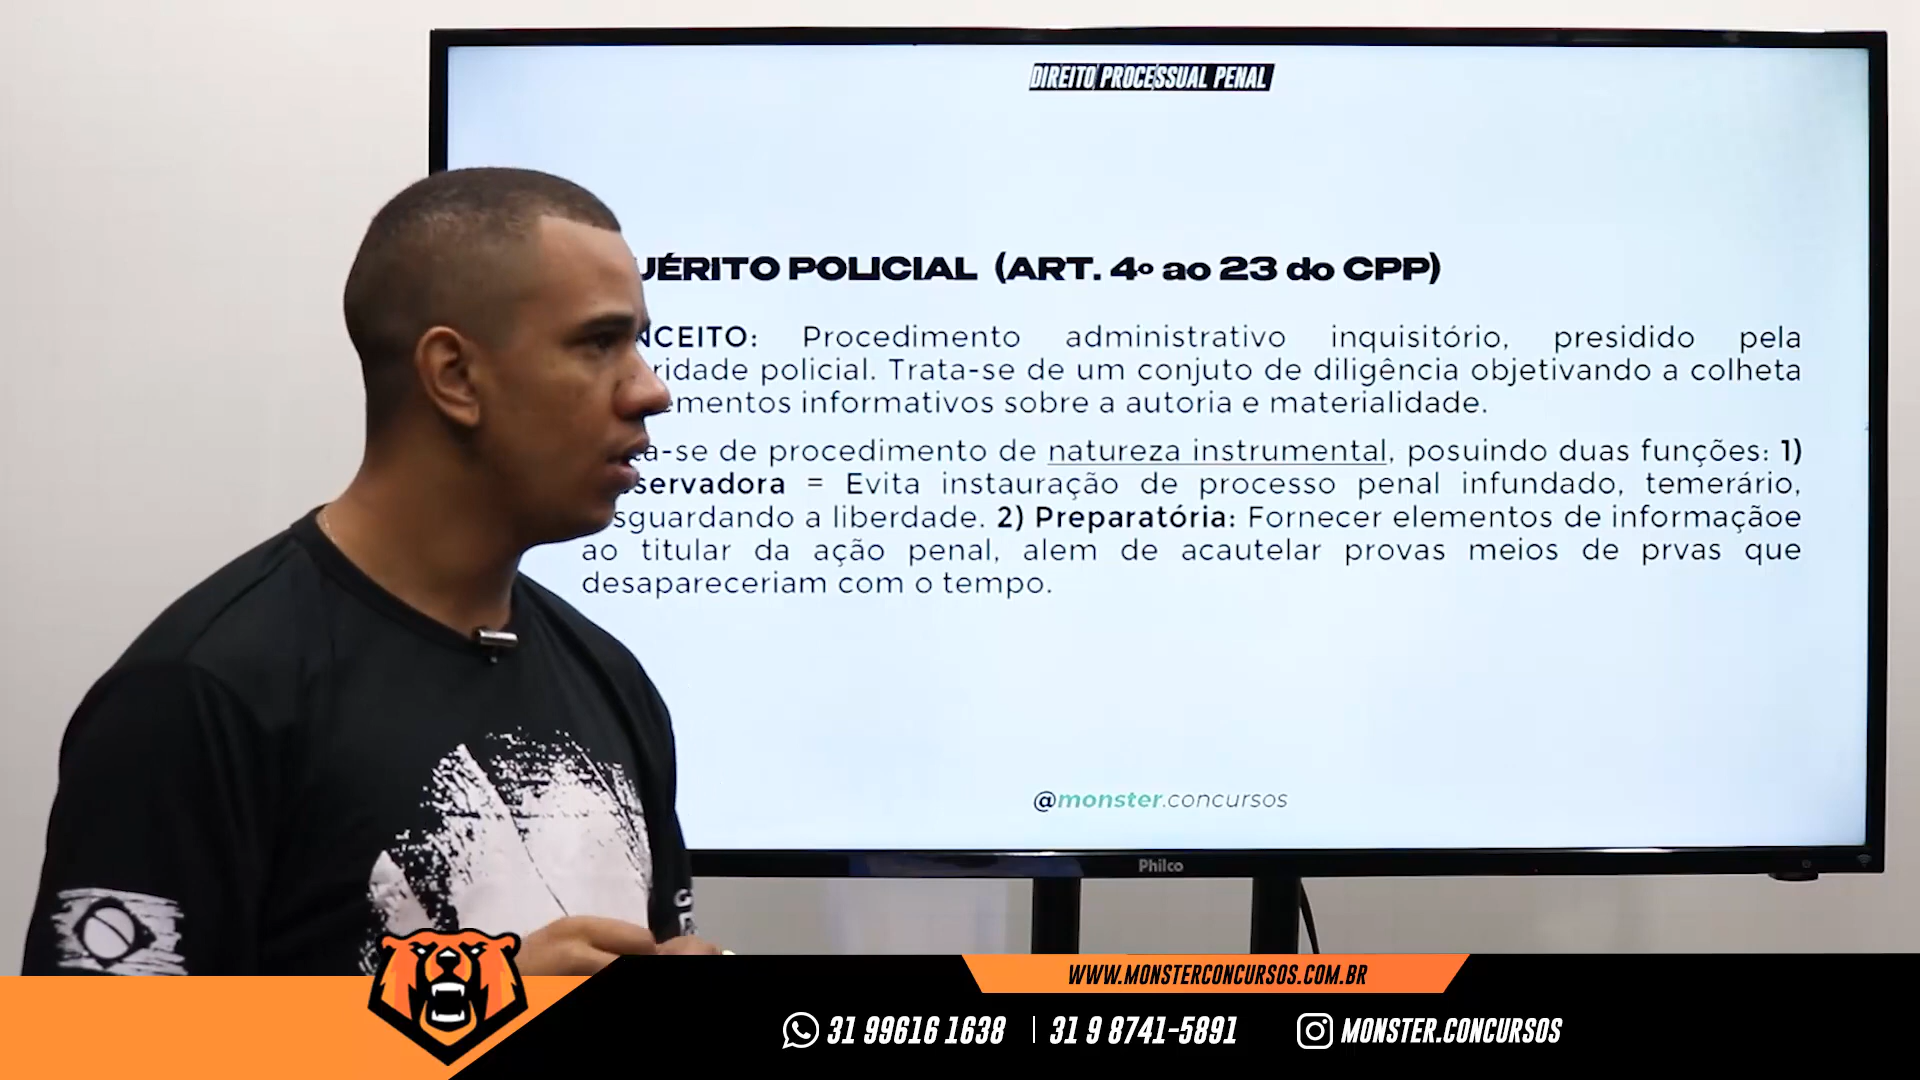 DIREITO PROCESSUAL PENAL
UÉRITO POLICIAL (ART. 4º ao 23 do CPP)
NCEITO: Procedimento administrativo inquisitório, presidido pela
ridade policial. Trata-se de um conjuto de diligência objetivando a colheita
ementos informativos sobre a autoria e materialidade.
ta-se de procedimento de natureza instrumental, posuindo duas funções: 1)
servadora = Evita instauração de processo penal infundado, temerário,
sguardando a liberdade. 2) Preparatória: Fornecer elementos de informaçãoe
ao titular da ação penal, alem de acautelar provas meios de prvas que
desapareceriam com o tempo.
@monster.concursos
Philco
WWW.MONSTERCONCURSOS.COM.BR
31 99616 1638 | 31 9 8741-5891 MONSTER.CONCURSOS